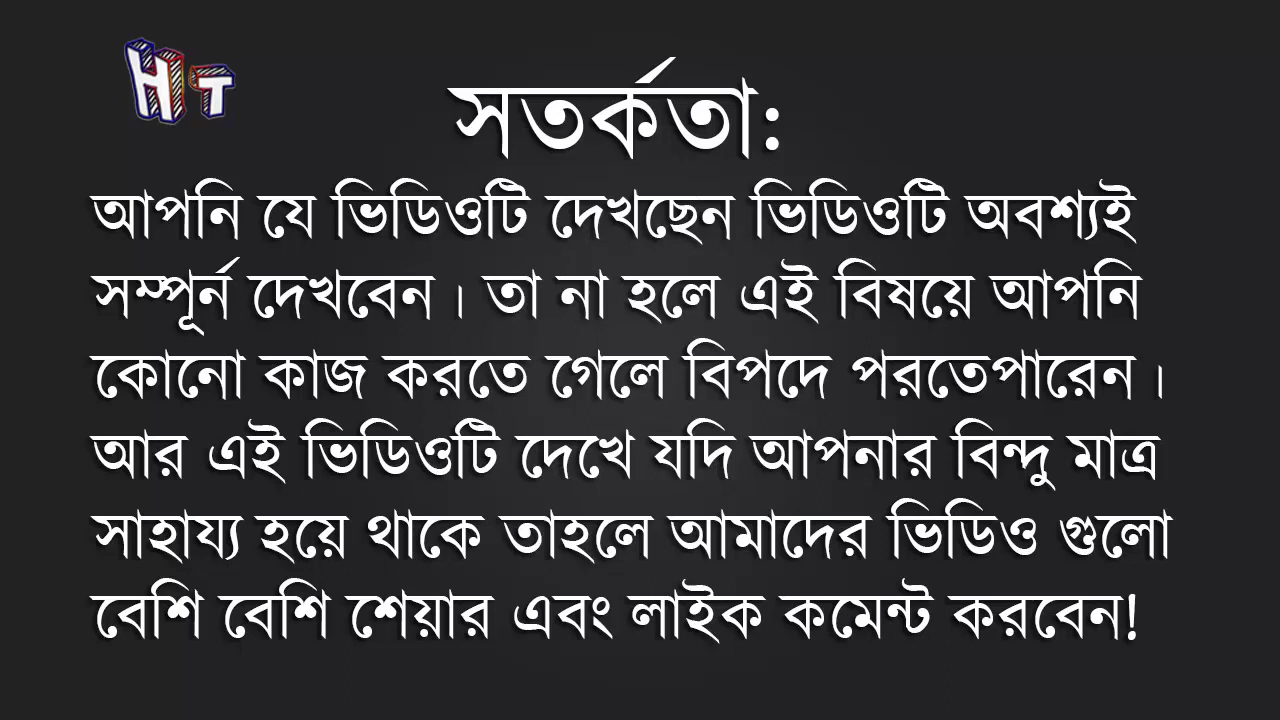 HIT
সতর্কতা:
আপনি যে ভিডিওটি দেখছেন ভিডিওটি অবশ্যই
সম্পূর্ন দেখবেন। তা না হলে এই বিষয়ে আপনি
কোনো কাজ করতে গেলে বিপদে পরতেপারেন।
আর এই ভিডিওটি দেখে যদি আপনার বিন্দু মাত্র
সাহায্য হয়ে থাকে তাহলে আমাদের ভিডিও গুলো
বেশি বেশি শেয়ার এবং লাইক কমেন্ট করবেন!